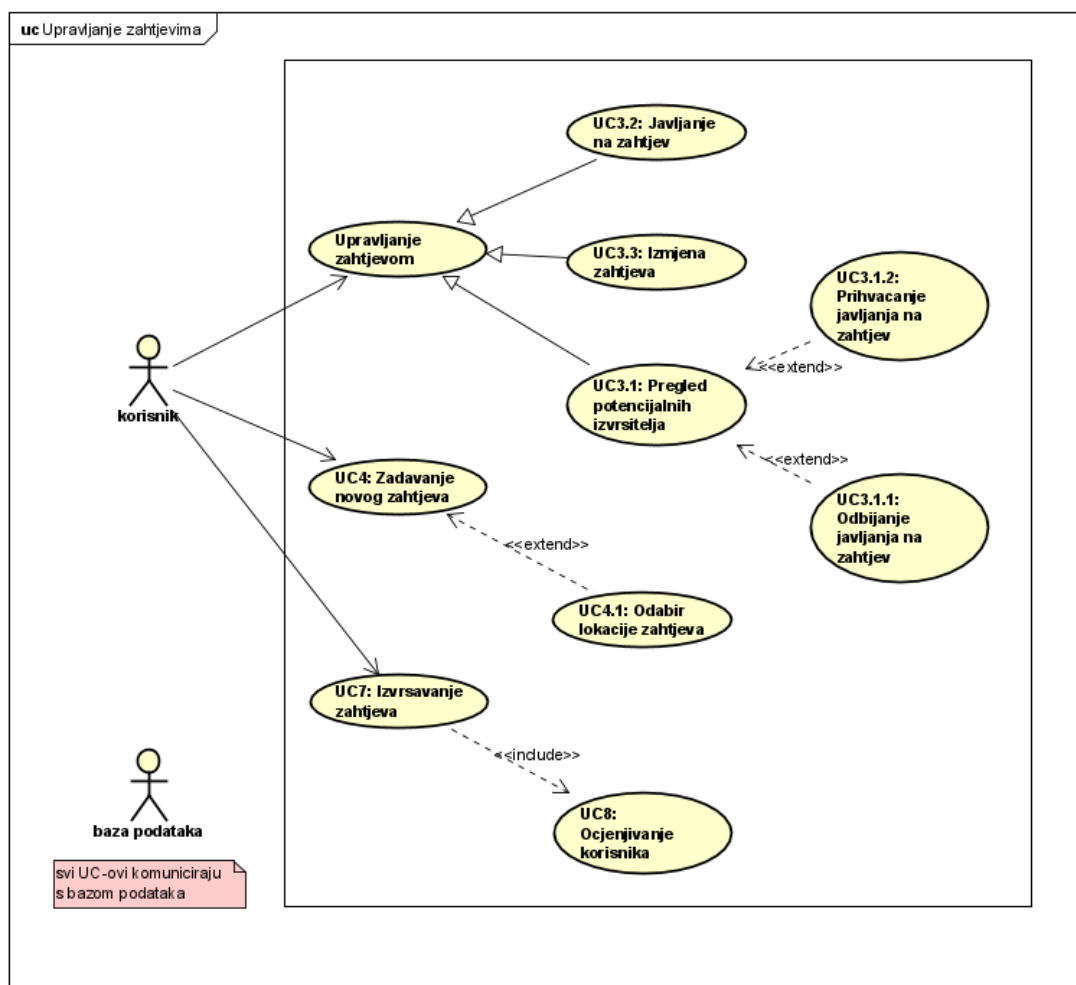 uc Upravljanje zahtjevima
UC3.2: Javljanje
na zahtjev
Upravljanje
zahtjevom
UC3.3: Izmjena
zahtjeva
UC3.1.2:
Prihvacanje
javljanja na
zahtjev
<<extend>>
korisnik
UC3.1: Pregled
potencijalnih
izvrsitelja
<<extend>>
UC4: Zadavanje
novog zahtjeva
UC3.1.1:
Odbijanje
javljanja na
zahtjev
<<extend>>
UC4.1: Odabir
lokacije zahtjeva
UC7: Izvrsavanje
zahtjeva
<<include>>
UC8:
Ocjenjivanje
korisnika
baza podataka
svi UC-ovi komuniciraju
s bazom podataka